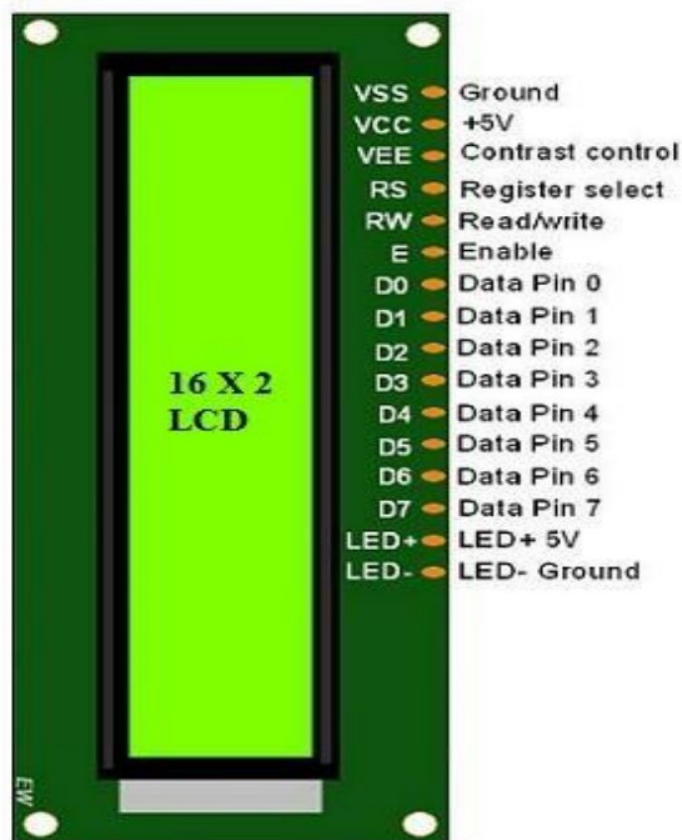 VSS Ground
VCC +5V
VEE Contrast control
RS Register select
RW Read/write
E Enable
D0 Data Pin 0
D1 Data Pin 1
D2 Data Pin 2
D3 Data Pin 3
D4 Data Pin 4
D5 Data Pin 5
D6 Data Pin 6
D7 Data Pin 7
LED+ LED+ 5V
LED- LED- Ground
16 X 2
LCD
EW